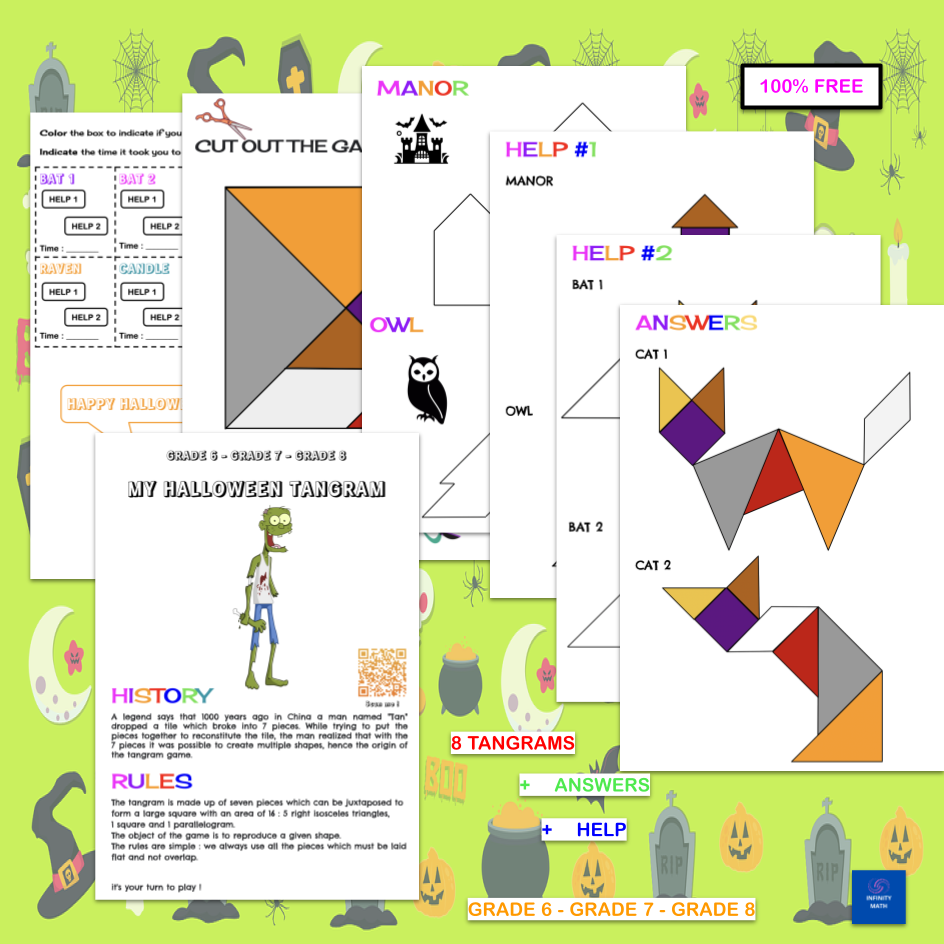 100% FREE
Color the box to indicate if you
Indicate the time it took you to
BAT 1
BAT 2
HELP 1
HELP 1
HELP 2
HELP 2
Time :
Time :
RAVEN
CANDLE
HELP 1
HELP 1
HELP 2
HELP 2
Time :
Time :
HAPPY HALLOW
CUT OUT THE GA
MANOR
OWL
HELP #1
MANOR
OWL
HELP #2
BAT 1
BAT 2
ANSWERS
CAT 1
CAT 2
GRADE 6 - GRADE 7 - GRADE 8
MY HALLOWEEN TANGRAM
Scan me !
HISTORY
A legend says that 1000 years ago in China a man named "Tan"
dropped a tile which broke into 7 pieces. While trying to put the
pieces together to reconstitute the tile, the man realized that with the
7 pieces it was possible to create multiple shapes, hence the origin of
the tangram game.
RULES
The tangram is made up of seven pieces which can be juxtaposed to
form a large square with an area of 16 : 5 right isosceles triangles,
1 square and 1 parallelogram.
The object of the game is to reproduce a given shape.
The rules are simple : we always use all the pieces which must be laid
flat and not overlap.
it's your turn to play !
8 TANGRAMS
+ ANSWERS
+ HELP
GRADE 6 - GRADE 7 - GRADE 8
BOO
RIP
RIP
INFINITY
MATH